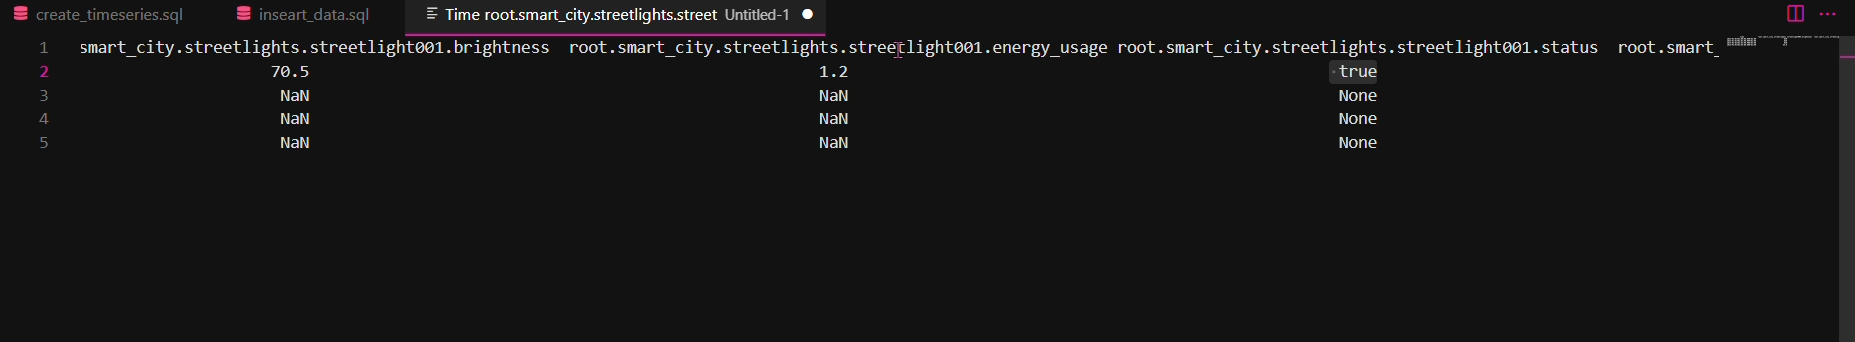 create_timeseries.sql inseart_data.sql Time root.smart_city.streetlights.street Untitled-1
1 smart_city.streetlights.streetlight001.brightness root.smart_city.streetlights.streetlight001.energy_usage root.smart_city.streetlights.streetlight001.status root.smart_
2 70.5 1.2 true
3 NaN NaN None
4 NaN NaN None
5 NaN NaN None